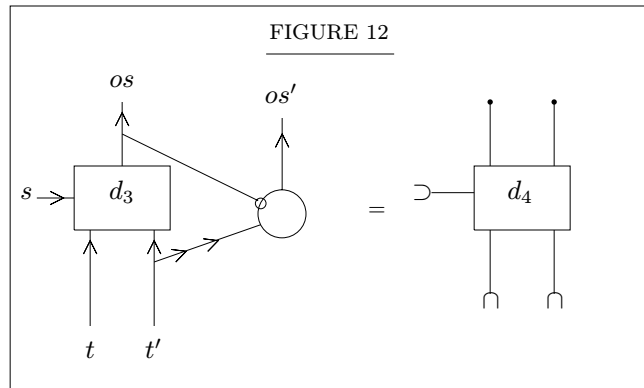 FIGURE 12
os
os′
s
d₃
=
d₄
t
t′